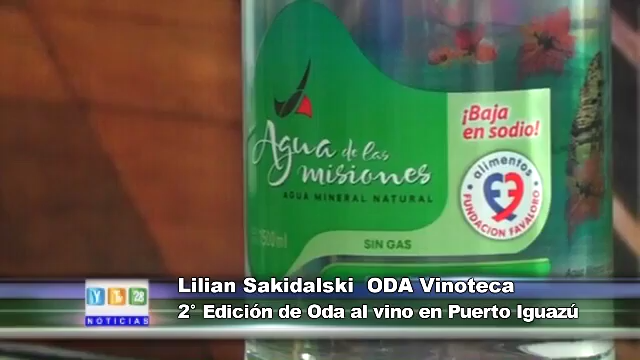 Agua de las
misiones
AGUA MINERAL NATURAL
500ml
SIN GAS
¡Baja
en sodio!
alimentos
FUNDACION FAVALORO
Lilian Sakidalski ODA Vinoteca
2° Edición de Oda al vino en Puerto Iguazú
NOTICIAS